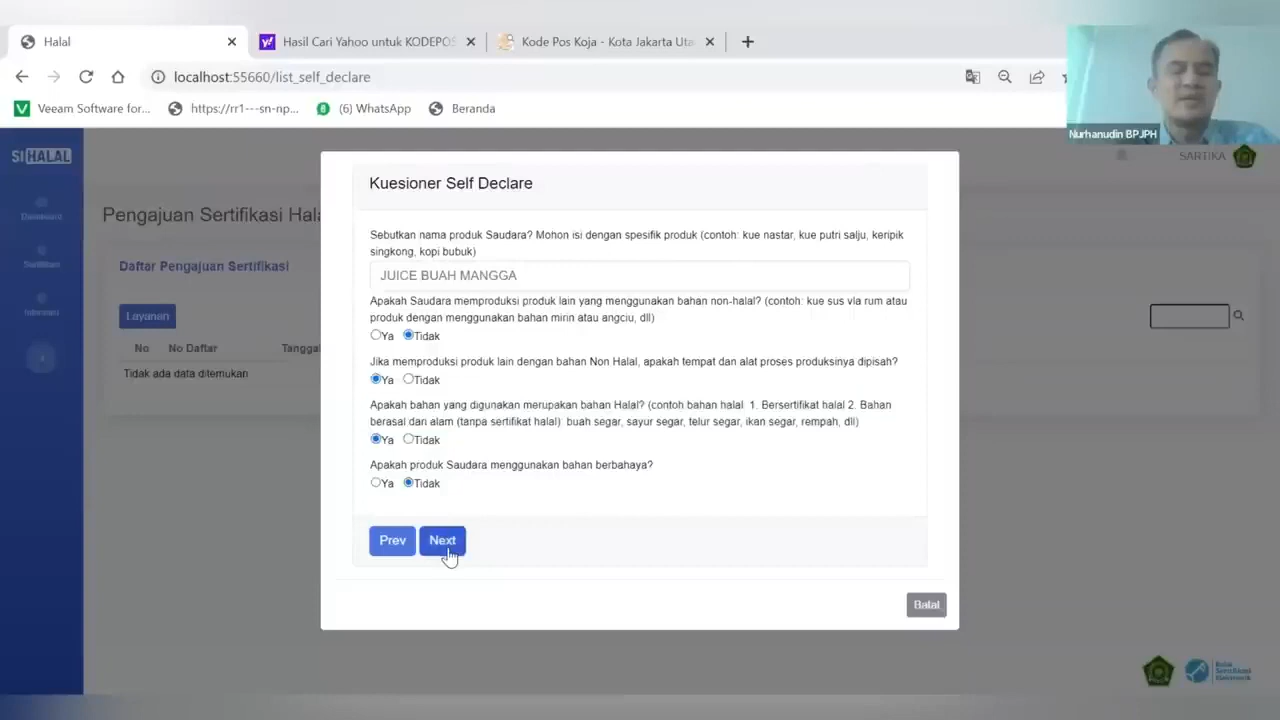 Halal
Hasil Cari Yahoo untuk KODEPOS
Kode Pos Koja - Kota Jakarta Uta
localhost:55660/list_self_declare
Veeam Software for...
https://rr1---sn-np...
(6) WhatsApp
Beranda
Nurhanudin BPJPH
SIHALAL
SARTIKA
Dashboard
Sertifikasi
Informasi
Pengajuan Sertifikasi Hala
Daftar Pengajuan Sertifikasi
Layanan
No No Daftar Tanggal
Tidak ada data ditemukan
Kuesioner Self Declare
Sebutkan nama produk Saudara? Mohon isi dengan spesifik produk (contoh: kue nastar, kue putri salju, keripik
singkong, kopi bubuk)
JUICE BUAH MANGGA
Apakah Saudara memproduksi produk lain yang menggunakan bahan non-halal? (contoh: kue sus vla rum atau
produk dengan menggunakan bahan mirin atau angciu, dll)
Ya Tidak
Jika memproduksi produk lain dengan bahan Non Halal, apakah tempat dan alat proses produksinya dipisah?
Ya Tidak
Apakah bahan yang digunakan merupakan bahan Halal? (contoh bahan halal 1. Bersertifikat halal 2. Bahan
berasal dari alam (tanpa sertifikat halal) buah segar, sayur segar, telur segar, ikan segar, rempah, dll)
Ya Tidak
Apakah produk Saudara menggunakan bahan berbahaya?
Ya Tidak
Prev Next
Batal
Balai
Sertifikasi
Elektronik